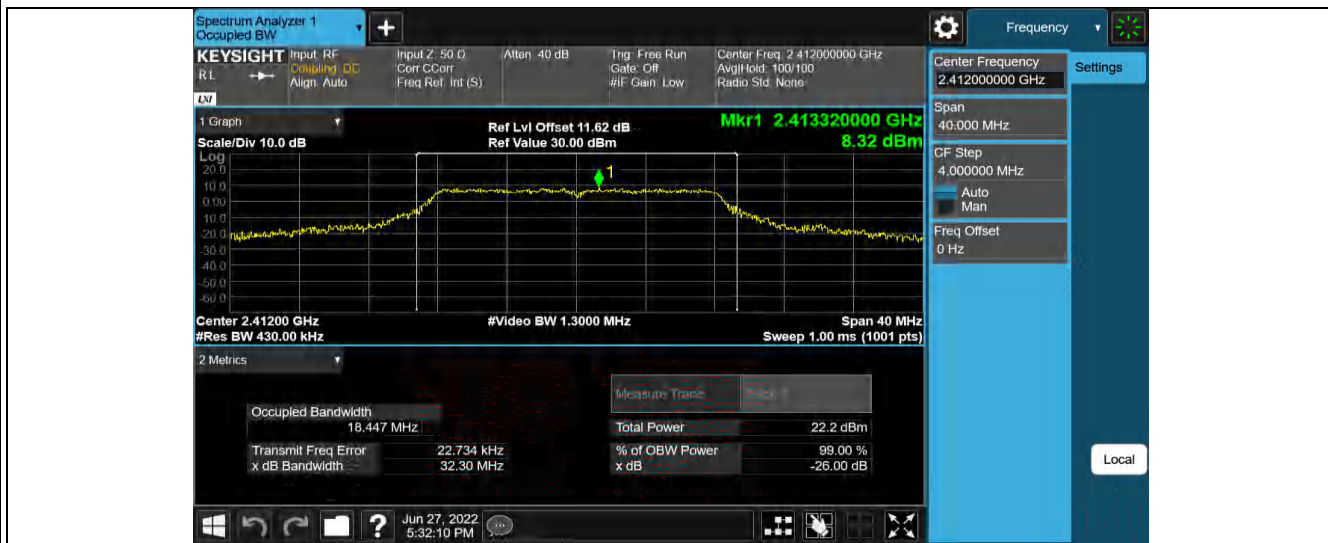 Spectrum Analyzer 1
Occupied BW
Frequency
KEYSIGHT
Input: RF
Coupling: DC
Align: Auto
Input Z: 50 Ω
Corr CCorr
Freq Ref: Int (S)
Atten: 40 dB
Trig: Free Run
Gate: Off
#IF Gain: Low
Center Freq: 2.412000000 GHz
Avg|Hold: 100/100
Radio Std: None
R L
LXI
1 Graph
Scale/Div 10.0 dB
Ref Lvl Offset 11.62 dB
Ref Value 30.00 dBm
Mkr1 2.413320000 GHz
8.32 dBm
Log
20.0
10.0
0.00
-10.0
-20.0
-30.0
-40.0
-50.0
-60.0
1
Center 2.41200 GHz
#Res BW 430.00 kHz
#Video BW 1.3000 MHz
Span 40 MHz
Sweep 1.00 ms (1001 pts)
2 Metrics
Measure Trace
Occupied Bandwidth
18.447 MHz
Transmit Freq Error 22.734 kHz
x dB Bandwidth 32.30 MHz
Total Power 22.2 dBm
% of OBW Power 99.00 %
x dB -26.00 dB
Center Frequency
2.412000000 GHz
Settings
Span
40.000 MHz
CF Step
4.000000 MHz
Auto
Man
Freq Offset
0 Hz
Local
?
Jun 27, 2022
5:32:10 PM